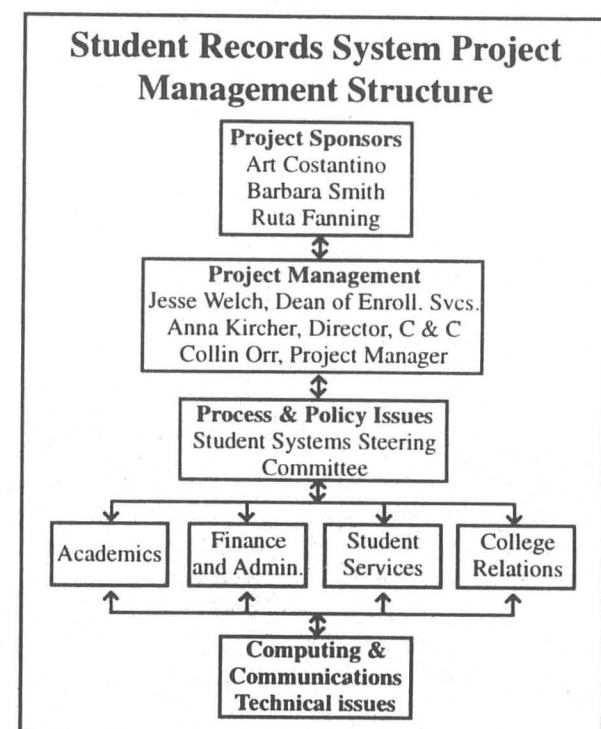 Student Records System Project
Management Structure
Project Sponsors
Art Costantino
Barbara Smith
Ruta Fanning
Project Management
Jesse Welch, Dean of Enroll. Svcs.
Anna Kircher, Director, C & C
Collin Orr, Project Manager
Process & Policy Issues
Student Systems Steering
Committee
Academics
Finance
and Admin.
Student
Services
College
Relations
Computing &
Communications
Technical issues